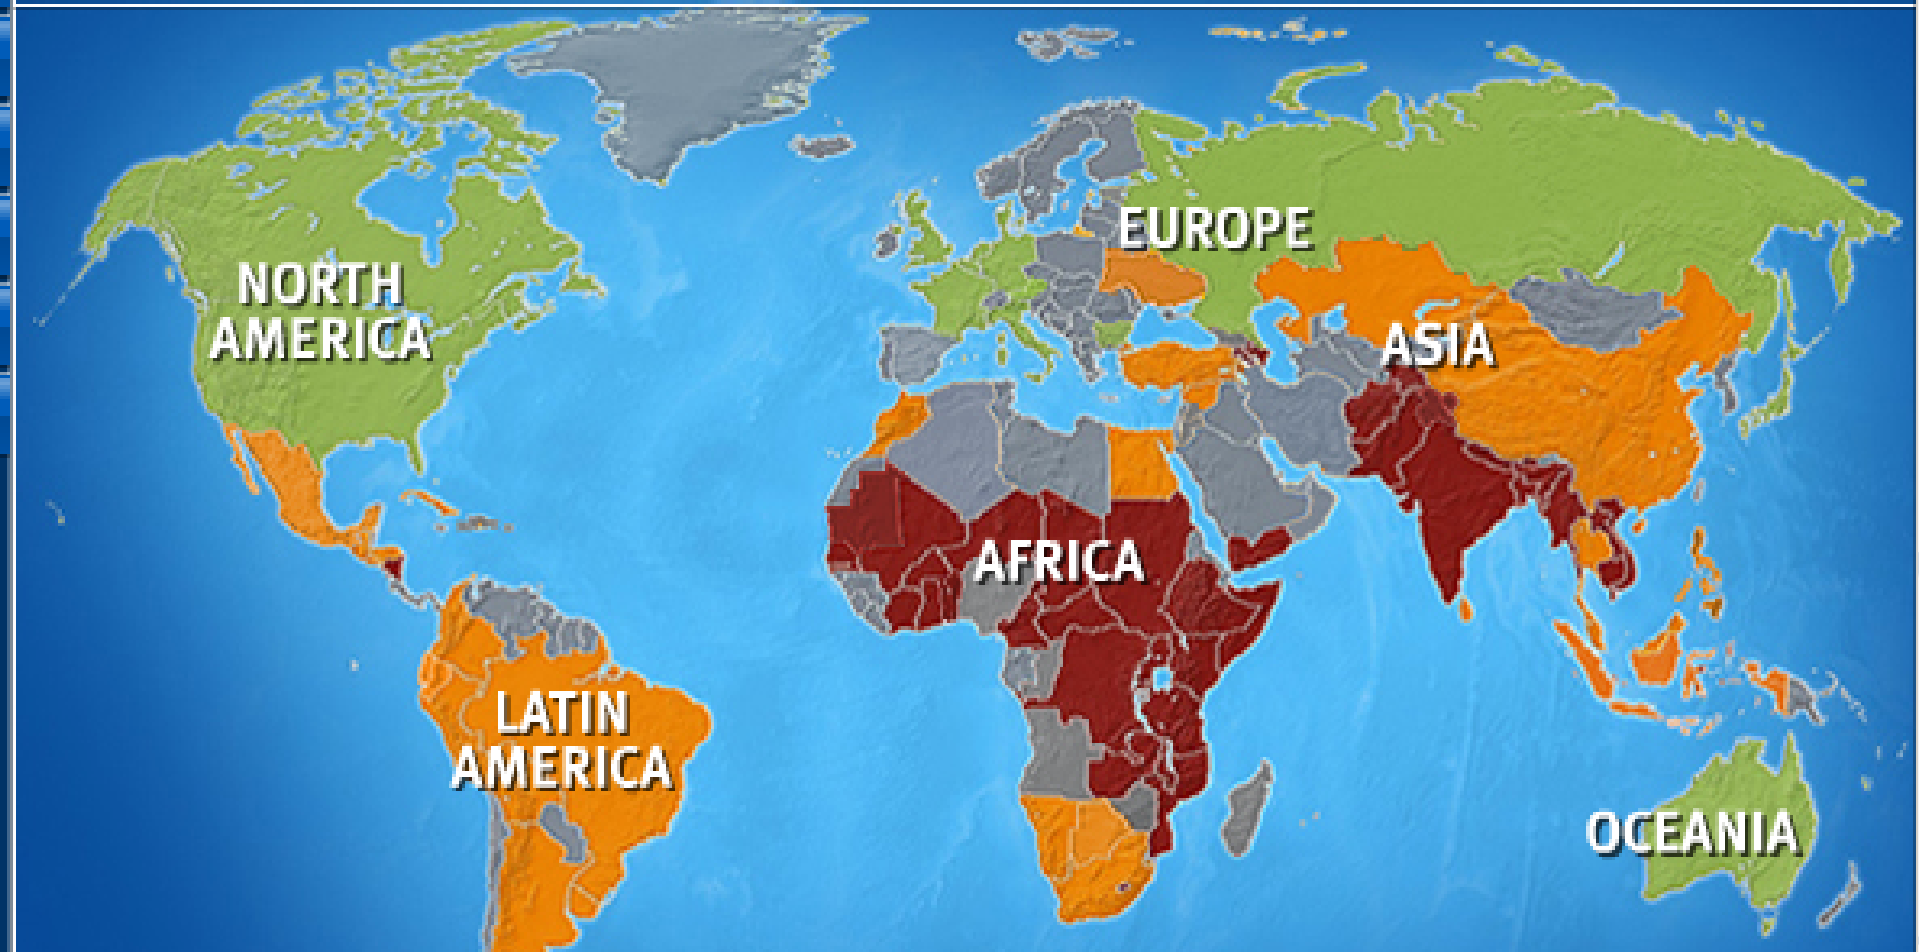 NORTH
AMERICA
EUROPE
ASIA
AFRICA
LATIN
AMERICA
OCEANIA